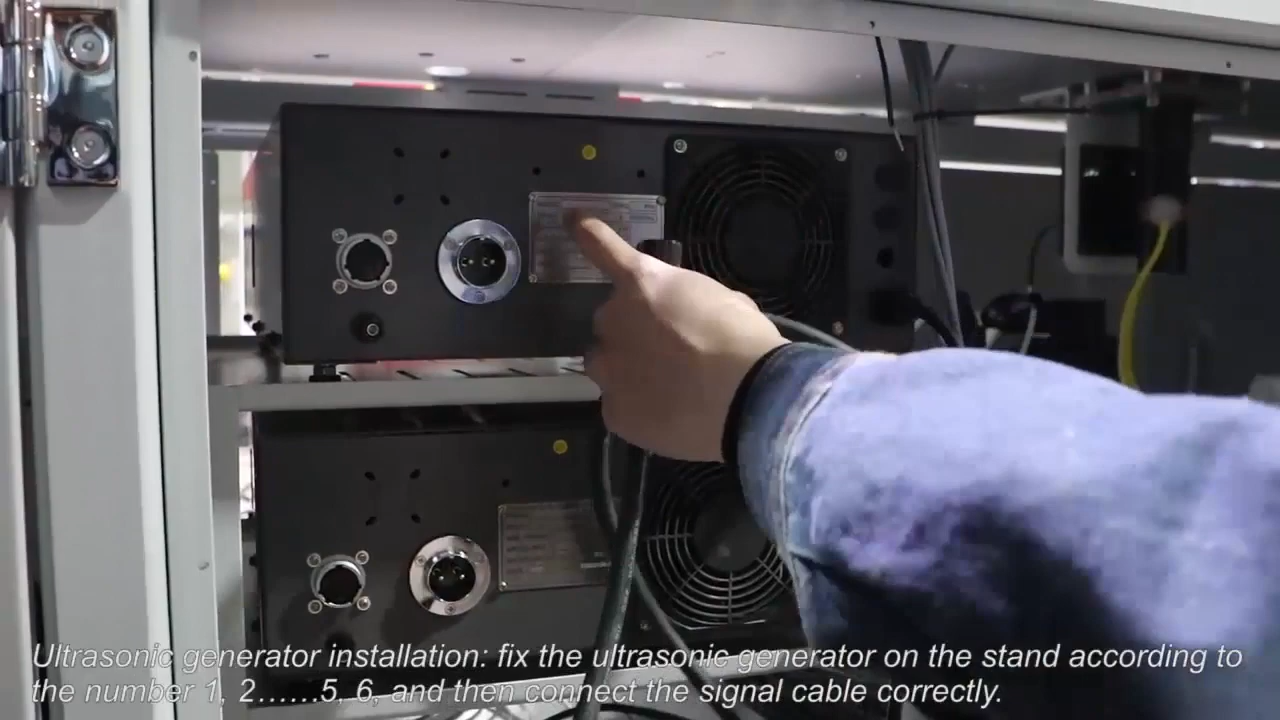 Ultrasonic generator installation: fix the ultrasonic generator on the stand according to
the number 1, 2......5, 6, and then connect the signal cable correctly.